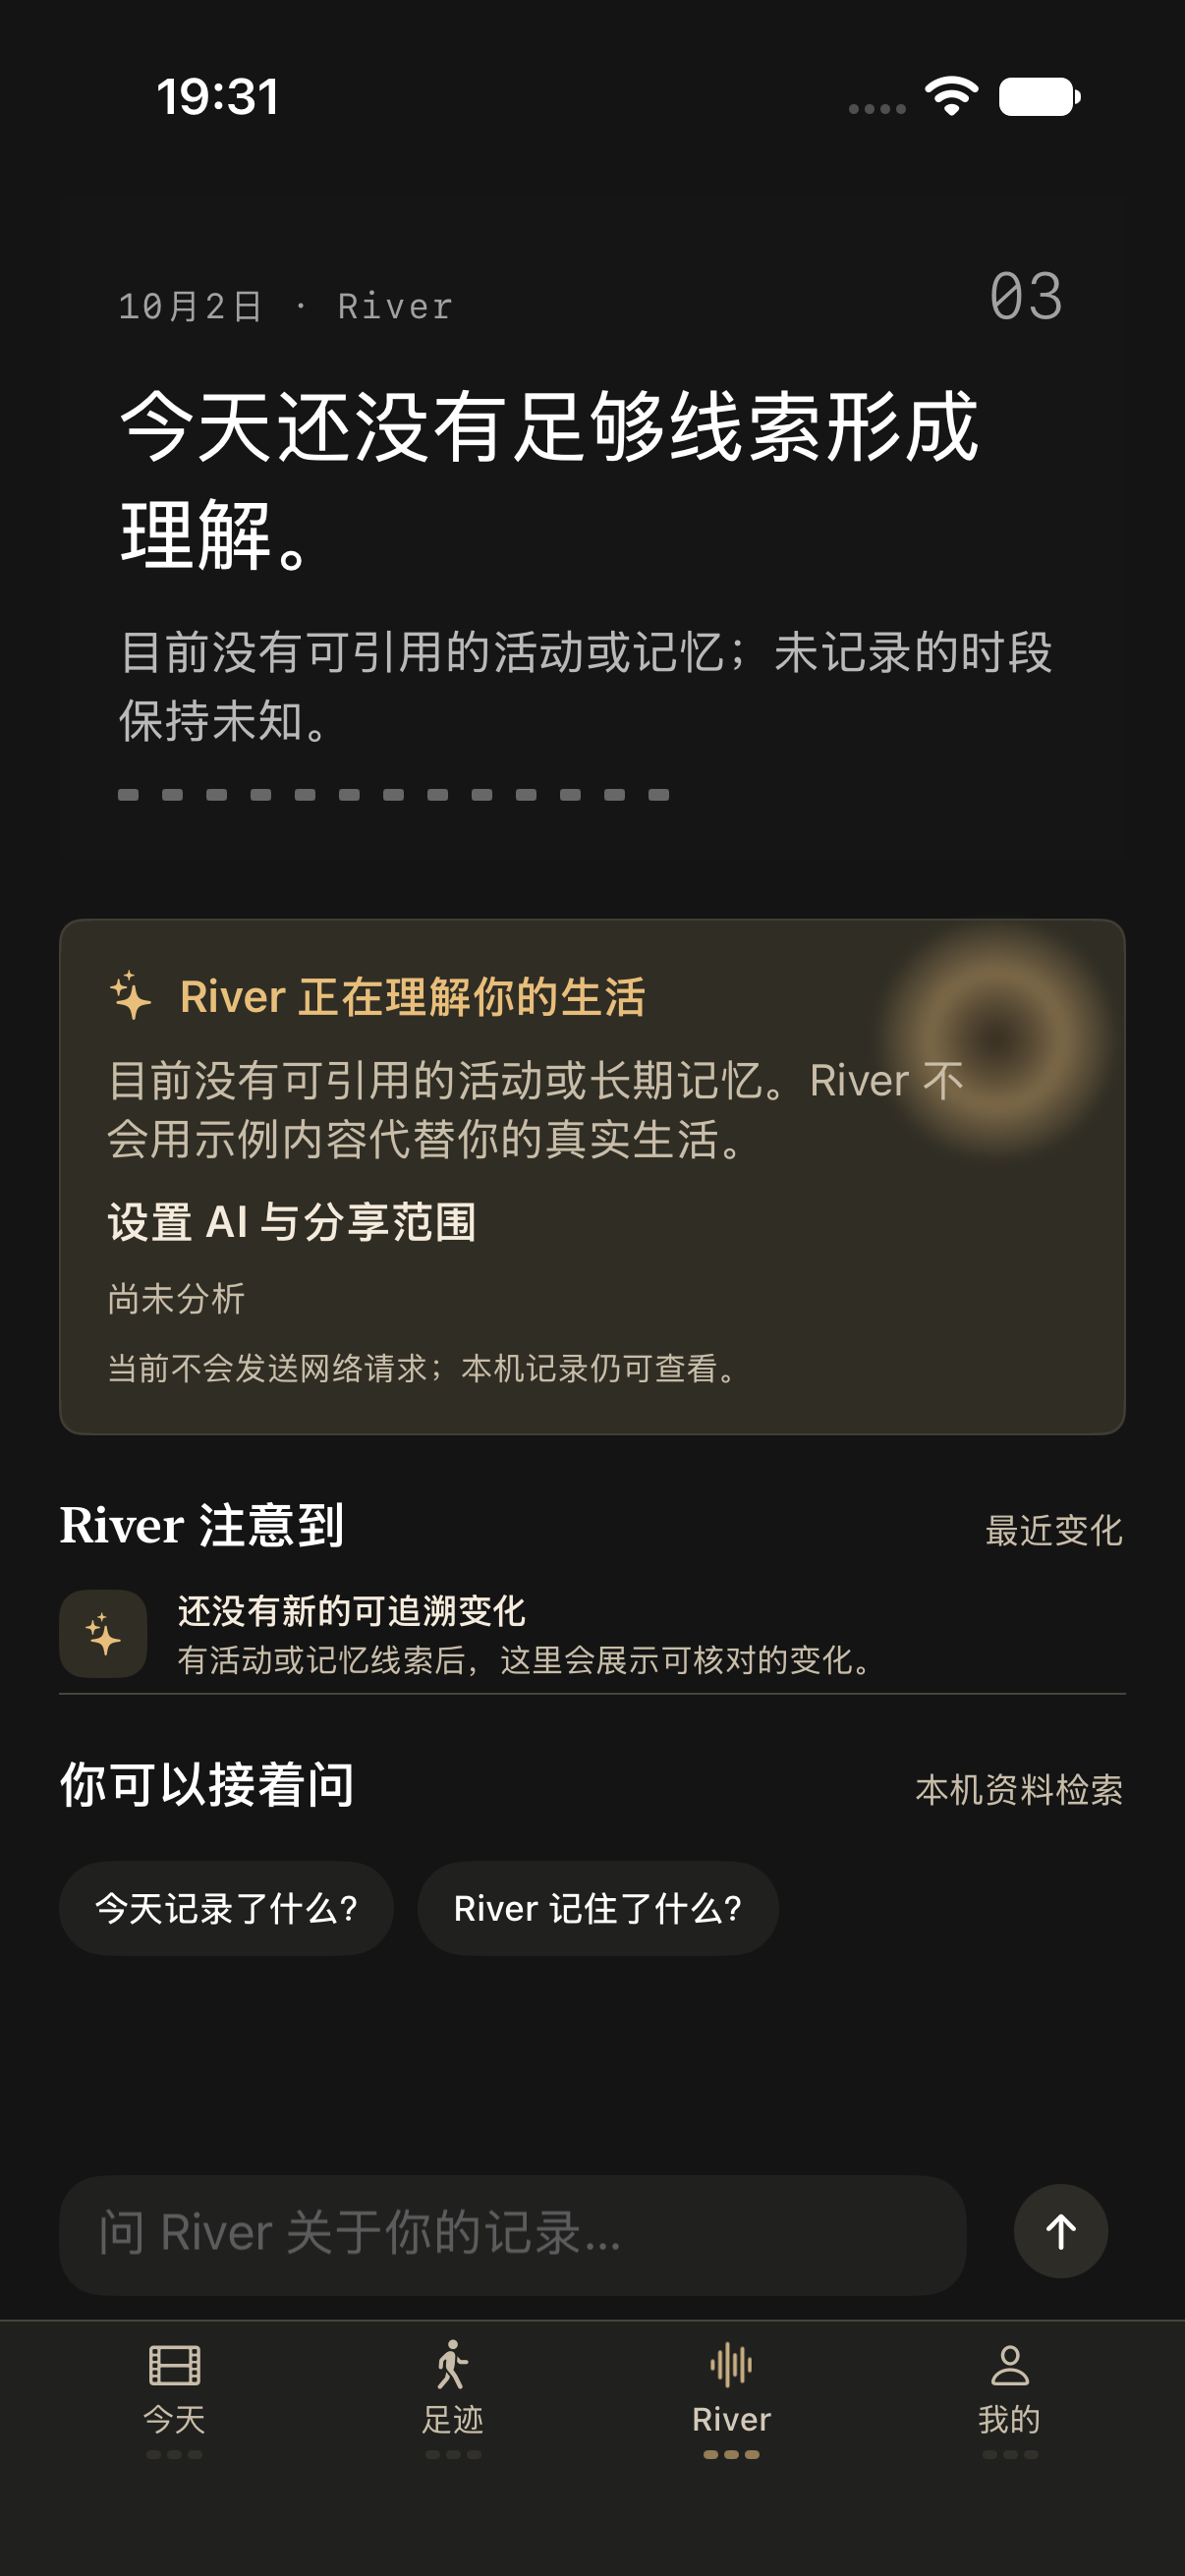 19:31
10月2日 · River
03
今天还没有足够线索形成
理解。
目前没有可引用的活动或记忆；未记录的时段
保持未知。
River 正在理解你的生活
目前没有可引用的活动或长期记忆。River 不
会用示例内容代替你的真实生活。
设置 AI 与分享范围
尚未分析
当前不会发送网络请求；本机记录仍可查看。
River 注意到
最近变化
还没有新的可追溯变化
有活动或记忆线索后，这里会展示可核对的变化。
你可以接着问
本机资料检索
今天记录了什么?
River 记住了什么?
问 River 关于你的记录...
今天
足迹
River
我的